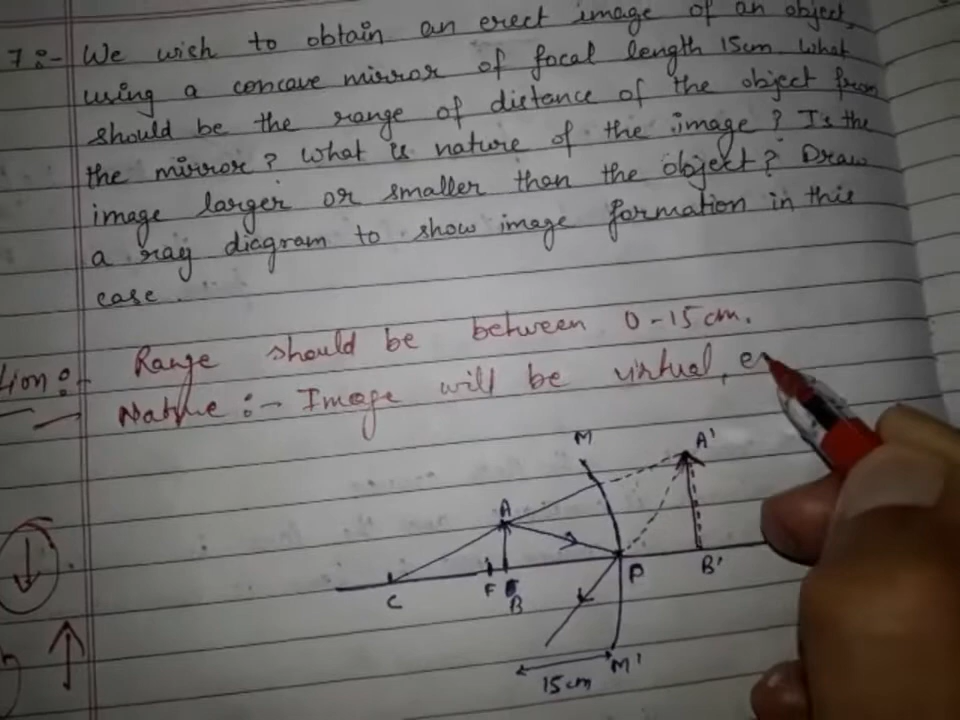 7:- We wish to obtain an erect image of an object,
using a concave mirror of focal length 15cm. What
should be the range of distance of the object from
the mirror? What is nature of the image? Is the
image larger or smaller than the object? Draw
a ray diagram to show image formation in this
case.
tion:- Range should be between 0-15cm.
Nature :- Image will be virtual, e
M
A'
A
C
F
B
P
B'
M'
15cm